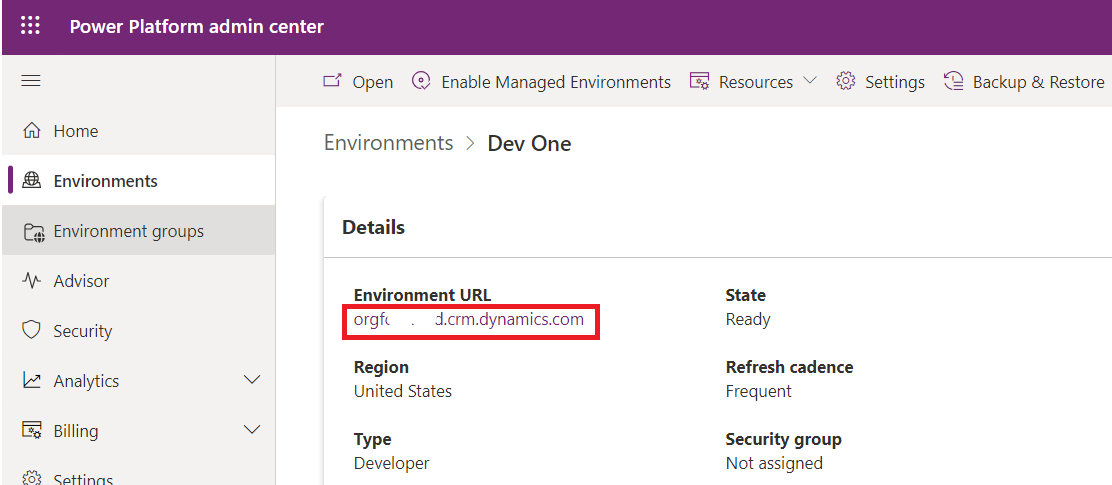 Power Platform admin center
Open Enable Managed Environments Resources Settings Backup & Restore
Home
Environments
Environment groups
Advisor
Security
Analytics
Billing
Settings
Environments > Dev One
Details
Environment URL
d.crm.dynamics.com
State
Ready
Region
United States
Refresh cadence
Frequent
Type
Developer
Security group
Not assigned